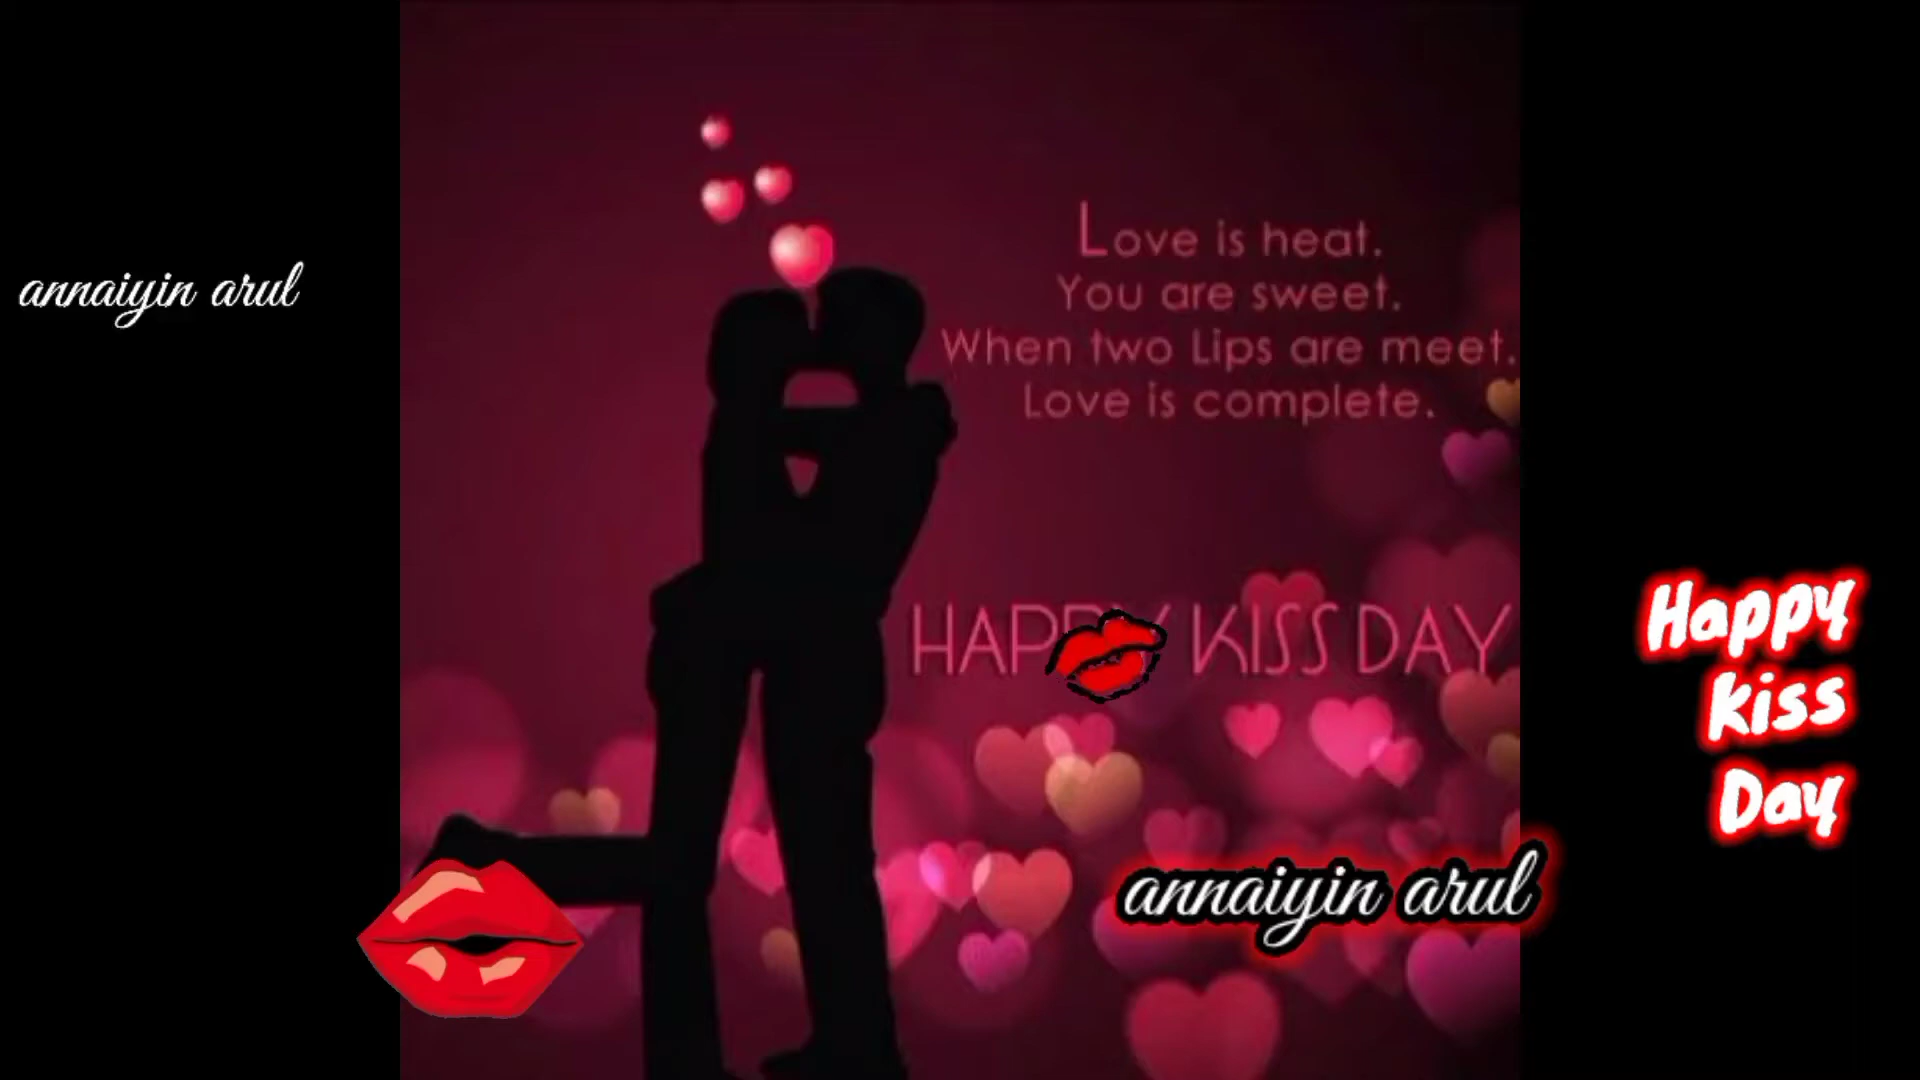 annaiyin arul
Love is heat.
You are sweet.
When two Lips are meet.
Love is complete.
HAPPY KISS DAY
Happy
Kiss
Day
annaiyin arul